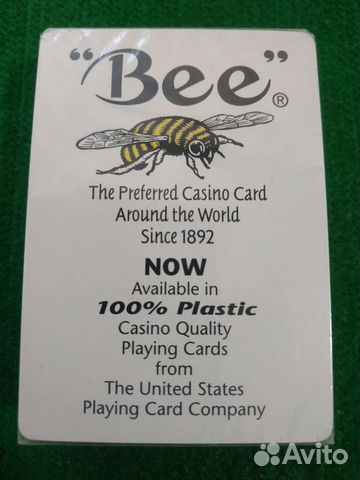 "Bee"®
The Preferred Casino Card
Around the World
Since 1892
NOW
Available in
100% Plastic
Casino Quality
Playing Cards
from
The United States
Playing Card Company
Avito